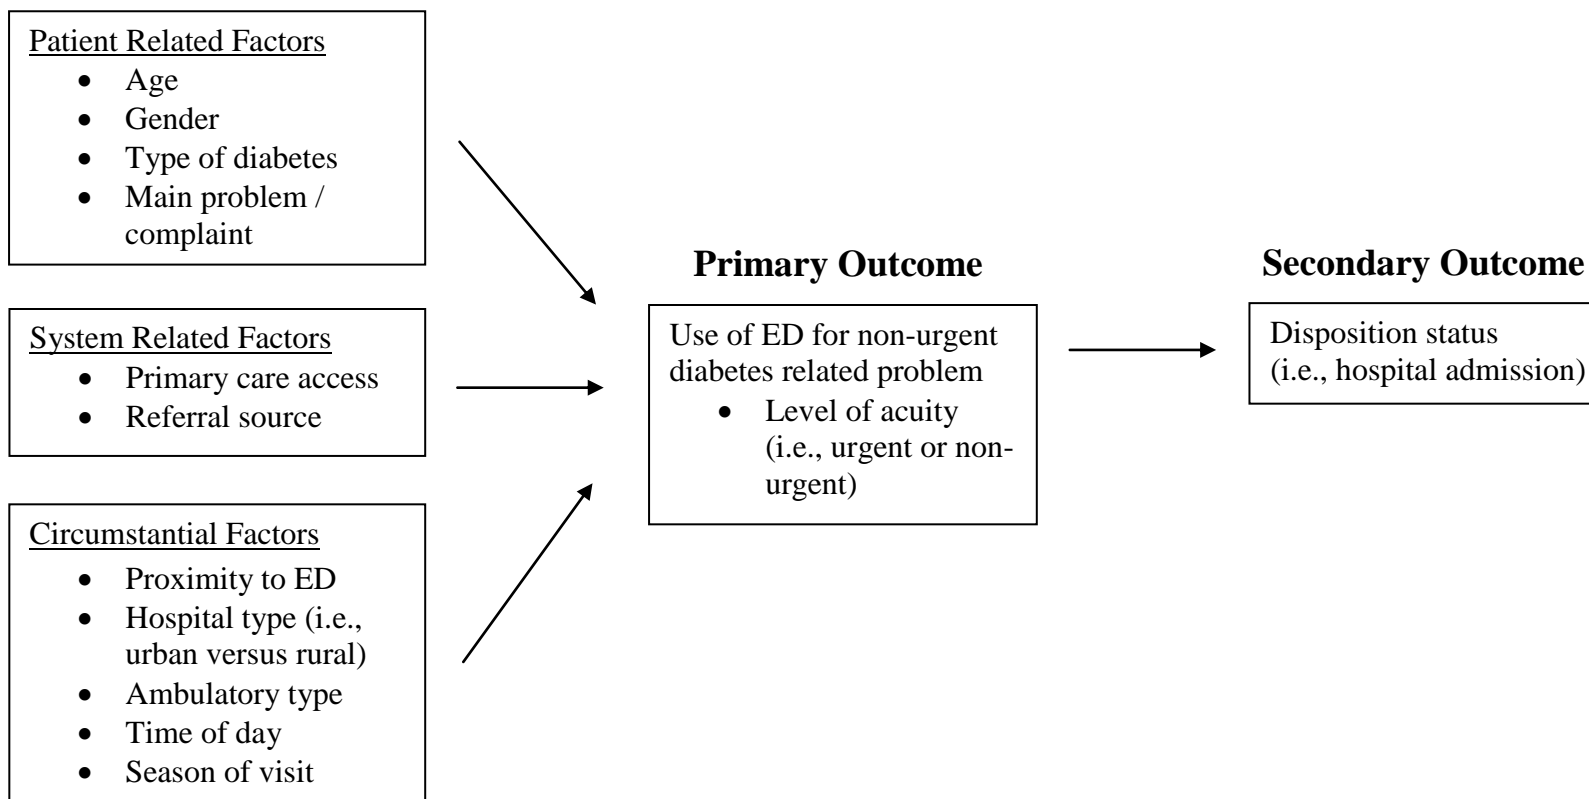 Patient Related Factors
• Age
• Gender
• Type of diabetes
• Main problem /
complaint
System Related Factors
• Primary care access
• Referral source
Circumstantial Factors
• Proximity to ED
• Hospital type (i.e.,
urban versus rural)
• Ambulatory type
• Time of day
• Season of visit
Primary Outcome
Use of ED for non-urgent
diabetes related problem
• Level of acuity
(i.e., urgent or non-
urgent)
Secondary Outcome
Disposition status
(i.e., hospital admission)